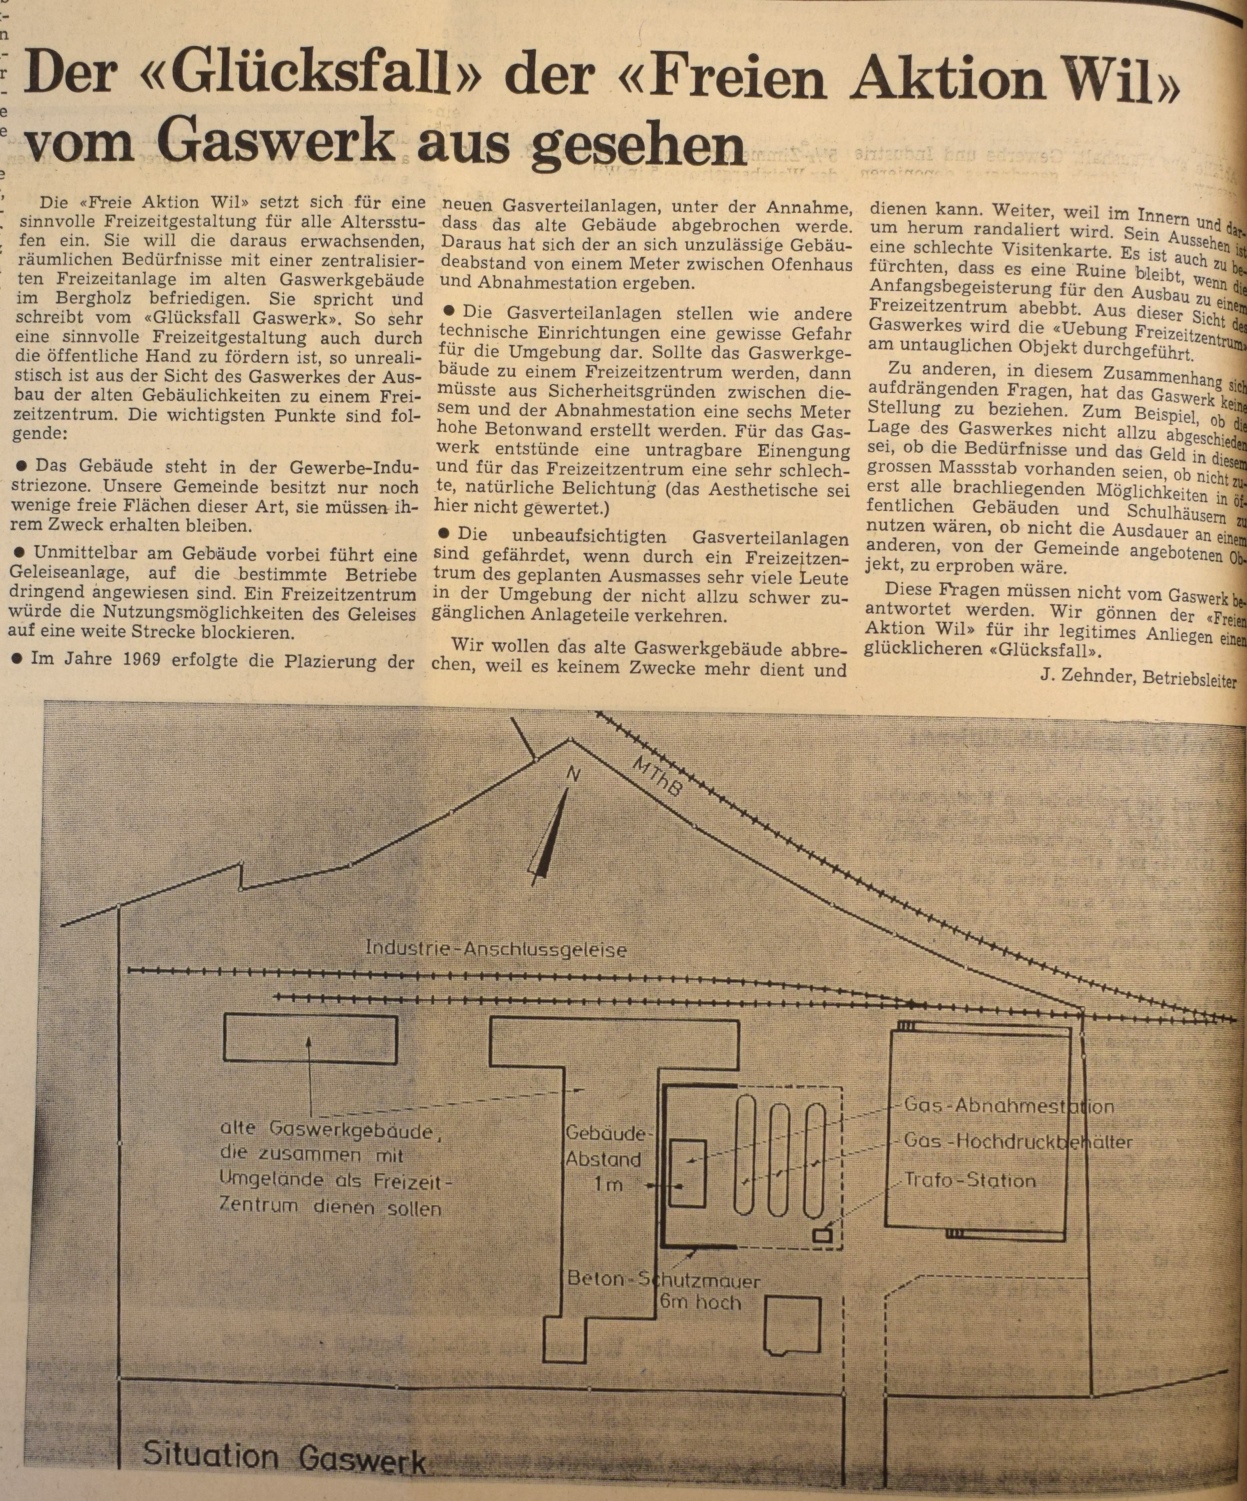 Der «Glücksfall» der «Freien Aktion Wil»
vom Gaswerk aus gesehen
Die «Freie Aktion Wil» setzt sich für eine
sinnvolle Freizeitgestaltung für alle Altersstu-
fen ein. Sie will die daraus erwachsenden,
räumlichen Bedürfnisse mit einer zentralisier-
ten Freizeitanlage im alten Gaswerkgebäude
im Bergholz befriedigen. Sie spricht und
schreibt vom «Glücksfall Gaswerk». So sehr
eine sinnvolle Freizeitgestaltung auch durch
die öffentliche Hand zu fördern ist, so unreali-
stisch ist aus der Sicht des Gaswerkes der Aus-
bau der alten Gebäulichkeiten zu einem Frei-
zeitzentrum. Die wichtigsten Punkte sind fol-
gende:
● Das Gebäude steht in der Gewerbe-Indu-
striezone. Unsere Gemeinde besitzt nur noch
wenige freie Flächen dieser Art, sie müssen ih-
rem Zweck erhalten bleiben.
● Unmittelbar am Gebäude vorbei führt eine
Geleiseanlage, auf die bestimmte Betriebe
dringend angewiesen sind. Ein Freizeitzentrum
würde die Nutzungsmöglichkeiten des Geleises
auf eine weite Strecke blockieren.
● Im Jahre 1969 erfolgte die Plazierung der
neuen Gasverteilanlagen, unter der Annahme,
dass das alte Gebäude abgebrochen werde.
Daraus hat sich der an sich unzulässige Gebäu-
deabstand von einem Meter zwischen Ofenhaus
und Abnahmestation ergeben.
● Die Gasverteilanlagen stellen wie andere
technische Einrichtungen eine gewisse Gefahr
für die Umgebung dar. Sollte das Gaswerkge-
bäude zu einem Freizeitzentrum werden, dann
müsste aus Sicherheitsgründen zwischen die-
sem und der Abnahmestation eine sechs Meter
hohe Betonwand erstellt werden. Für das Gas-
werk entstünde eine untragbare Einengung
und für das Freizeitzentrum eine sehr schlech-
te, natürliche Belichtung (das Aesthetische sei
hier nicht gewertet.)
● Die unbeaufsichtigten Gasverteilanlagen
sind gefährdet, wenn durch ein Freizeitzen-
trum des geplanten Ausmasses sehr viele Leute
in der Umgebung der nicht allzu schwer zu-
gänglichen Anlageteile verkehren.
Wir wollen das alte Gaswerkgebäude abbre-
chen, weil es keinem Zwecke mehr dient und
dienen kann. Weiter, weil im Innern und dar-
um herum randaliert wird. Sein Aussehen ist
eine schlechte Visitenkarte. Es ist auch zu be-
fürchten, dass es eine Ruine bleibt, wenn die
Anfangsbegeisterung für den Ausbau zu einem
Freizeitzentrum abebbt. Aus dieser Sicht des
Gaswerkes wird die «Uebung Freizeitzentrum»
am untauglichen Objekt durchgeführt.
Zu anderen, in diesem Zusammenhang sich
aufdrängenden Fragen, hat das Gaswerk keine
Stellung zu beziehen. Zum Beispiel, ob die
Lage des Gaswerkes nicht allzu abgeschieden
sei, ob die Bedürfnisse und das Geld in diesem
grossen Massstab vorhanden seien, ob nicht zu-
erst alle brachliegenden Möglichkeiten in öf-
fentlichen Gebäuden und Schulhäusern zu
nutzen wären, ob nicht die Ausdauer an einem
anderen, von der Gemeinde angebotenen Ob-
jekt, zu erproben wäre.
Diese Fragen müssen nicht vom Gaswerk be-
antwortet werden. Wir gönnen der «Freien
Aktion Wil» für ihr legitimes Anliegen einen
glücklicheren «Glücksfall».
J. Zehnder, Betriebsleiter
MThB
N
Industrie-Anschlussgeleise
alte Gaswerkgebäude,
die zusammen mit
Umgelände als Freizeit-
Zentrum dienen sollen
Gebäude-
Abstand
1m
Gas-Abnahmestation
Gas-Hochdruckbehälter
Trafo-Station
Beton-Schutzmauer
6m hoch
Situation Gaswerk